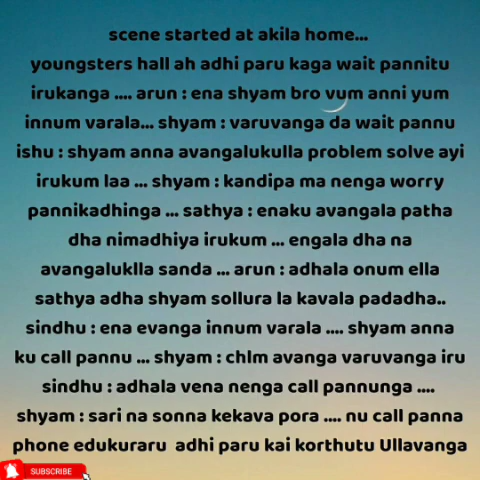 scene started at akila home...
youngsters hall ah adhi paru kaga wait pannitu
irukanga .... arun : ena shyam bro vum anni yum
innum varala... shyam : varuvanga da wait pannu
ishu : shyam anna avangalukulla problem solve ayi
irukum laa ... shyam : kandipa ma nenga worry
pannikadhinga ... sathya : enaku avangala patha
dha nimadhiya irukum ... engala dha na
avangaluklla sanda ... arun : adhala onum ella
sathya adha shyam sollura la kavala padadha..
sindhu : ena evanga innum varala .... shyam anna
ku call pannu ... shyam : chlm avanga varuvanga iru
sindhu : adhala vena nenga call pannunga ....
shyam : sari na sonna kekava pora .... nu call panna
phone edukuraru adhi paru kai korthutu Ullavanga
SUBSCRIBE